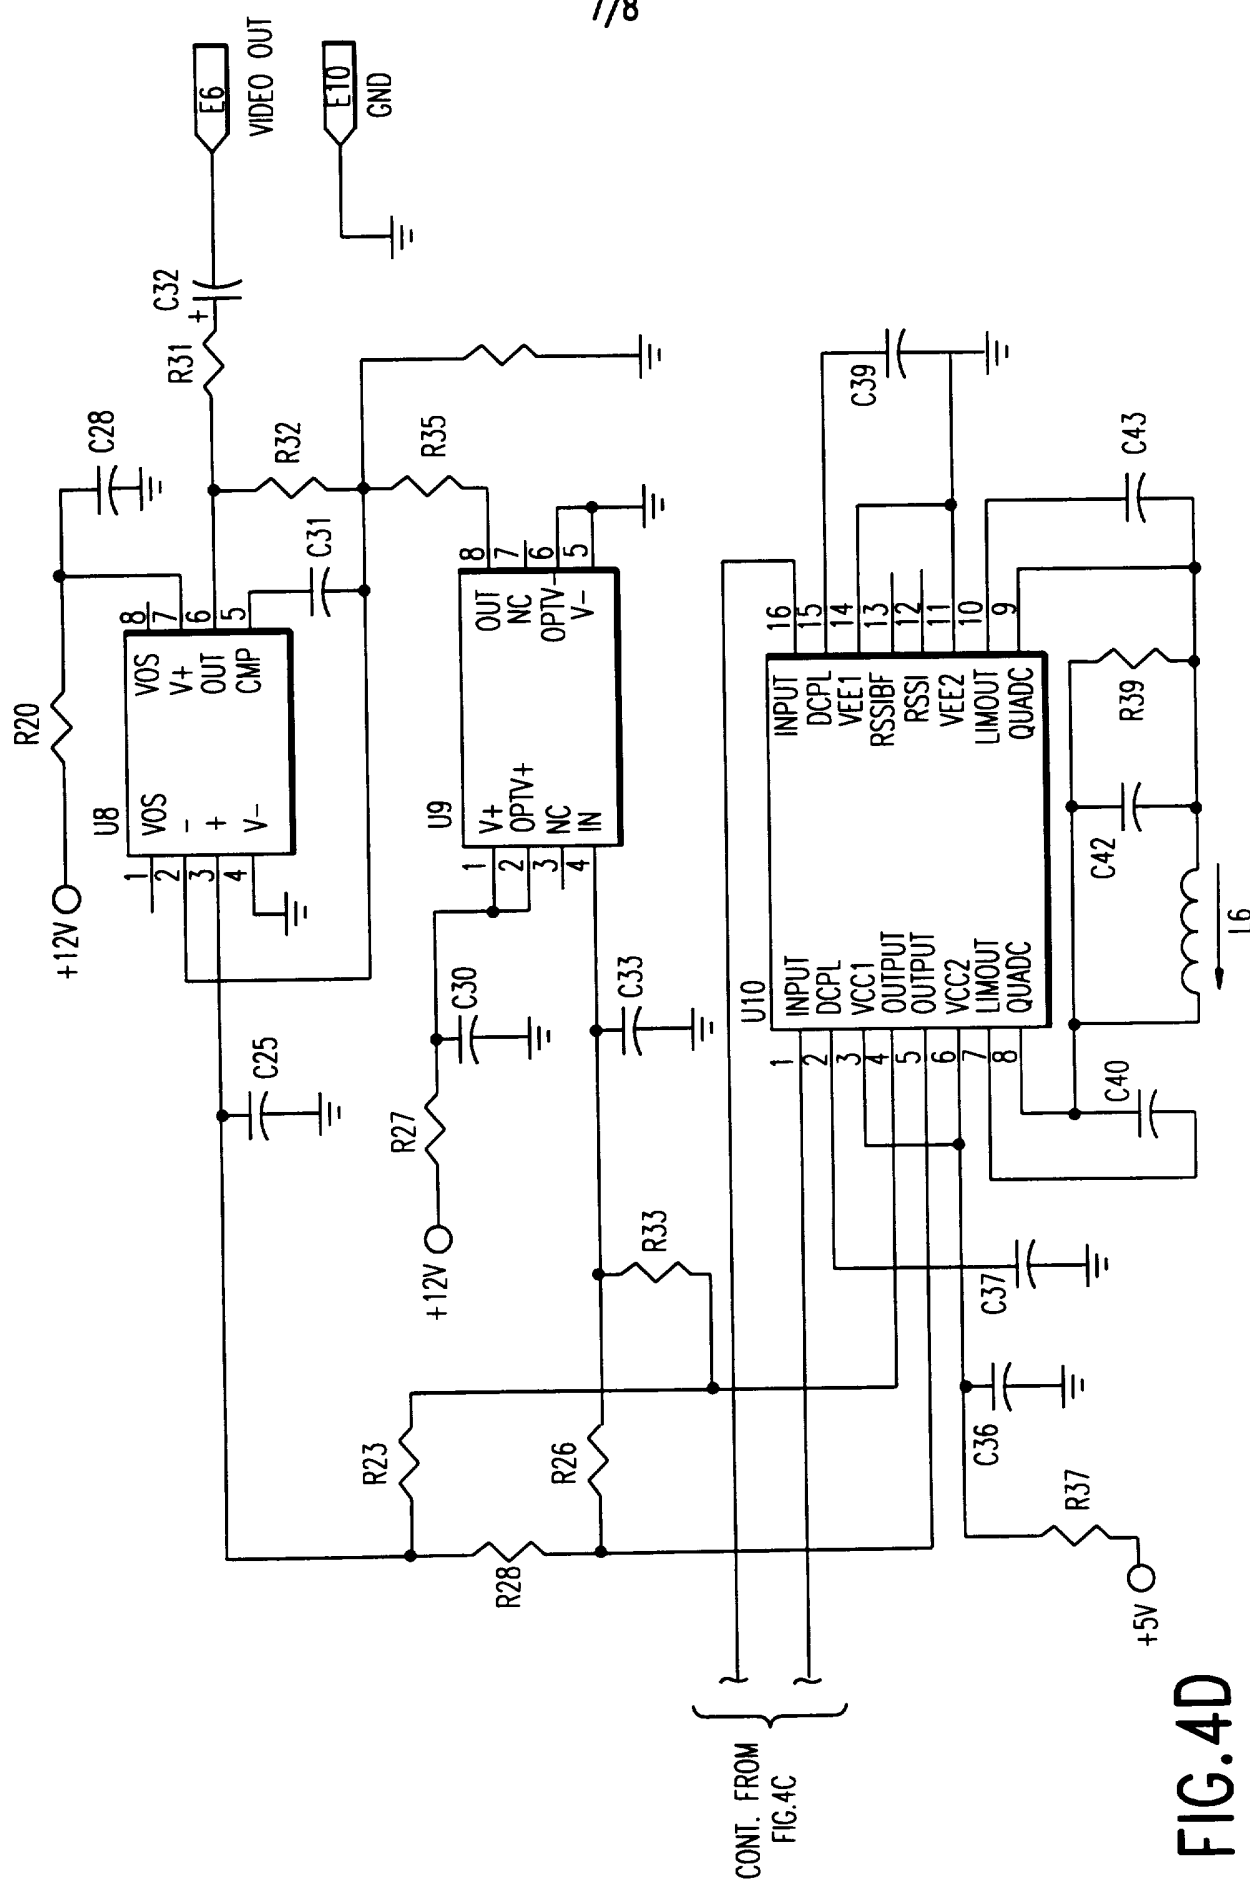 7/8
E6
VIDEO OUT
E10
GND
C32
+
R31
C28
R20
+12V
R32
R35
C31
U8
VOS
-
+
V-
VOS
V+
OUT
CMP
1
2
3
4
8
7
6
5
C25
U9
V+
OPTV+
NC
IN
OUT
NC
OPTV-
V-
1
2
3
4
8
7
6
5
C30
C33
R27
+12V
R33
R23
R26
R28
U10
INPUT
DCPL
VCC1
OUTPUT
OUTPUT
VCC2
LIMOUT
QUADC
INPUT
DCPL
VEE1
RSSIBF
RSSI
VEE2
LIMOUT
QUADC
1
2
3
4
5
6
7
8
16
15
14
13
12
11
10
9
C39
C43
R39
C42
L6
C40
C37
C36
R37
+5V
CONT. FROM
FIG.4C
FIG.4D